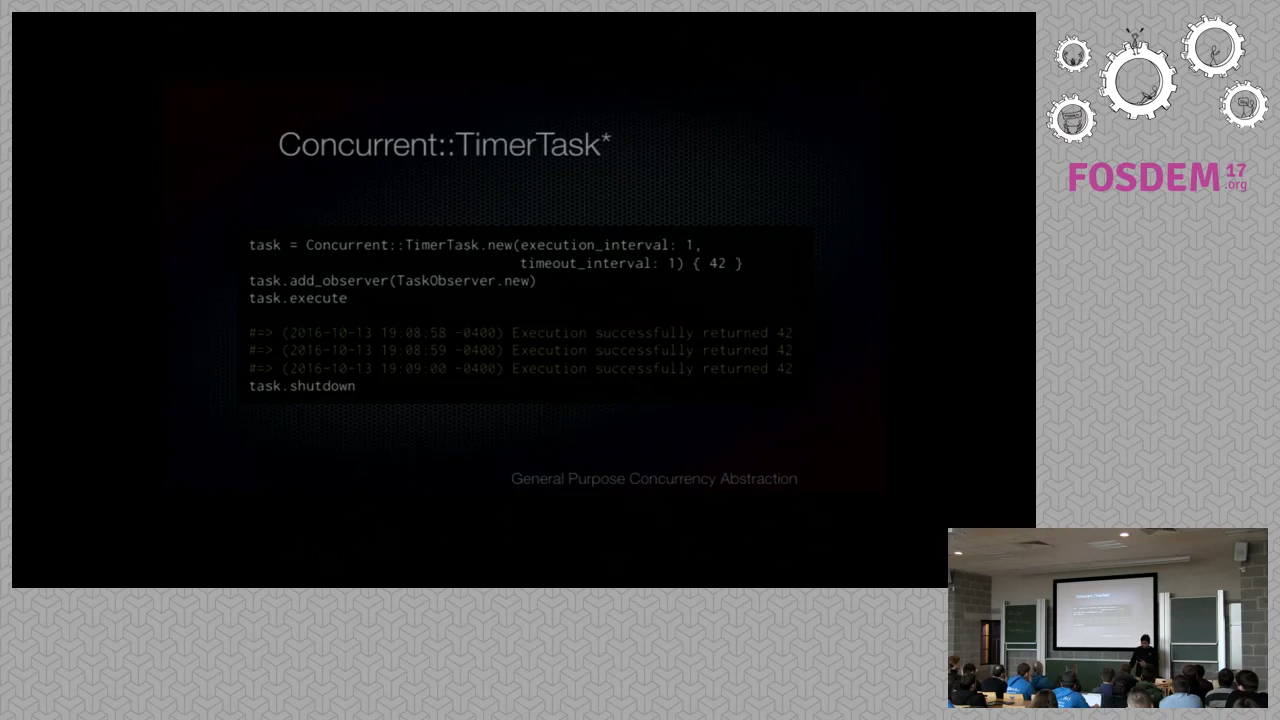 Concurrent::TimerTask*
task = Concurrent::TimerTask.new(execution_interval: 1,
timeout_interval: 1) { 42 }
task.add_observer(TaskObserver.new)
task.execute
#=> (2016-10-13 19:08:58 -0400) Execution successfully returned 42
#=> (2016-10-13 19:08:59 -0400) Execution successfully returned 42
#=> (2016-10-13 19:09:00 -0400) Execution successfully returned 42
task.shutdown
General Purpose Concurrency Abstraction
FOSDEM 17
.org